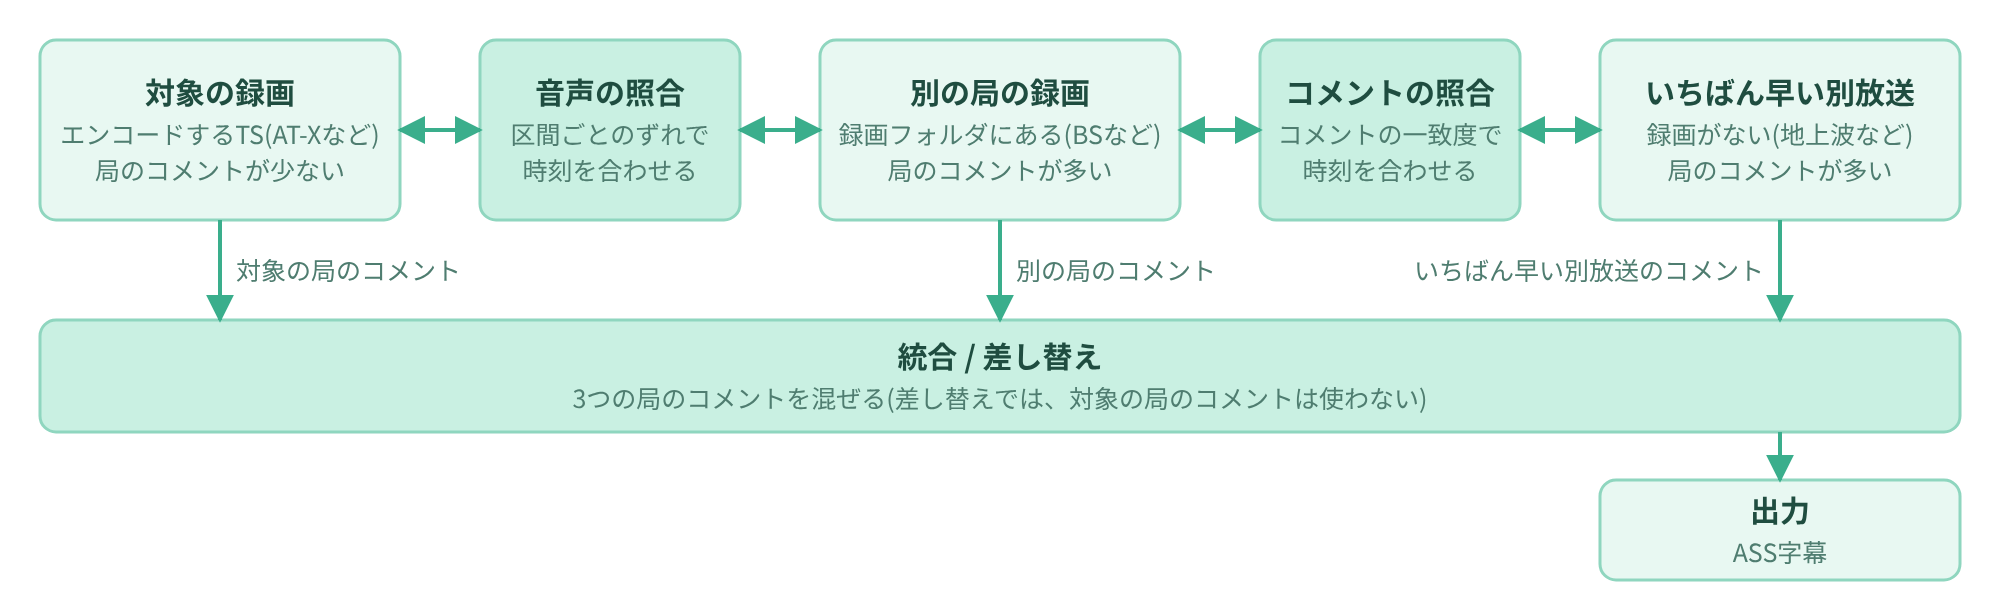 対象の録画
エンコードするTS(AT-Xなど)
局のコメントが少ない
音声の照合
区間ごとのずれで
時刻を合わせる
別の局の録画
録画フォルダにある(BSなど)
局のコメントが多い
コメントの照合
コメントの一致度で
時刻を合わせる
いちばん早い別放送
録画がない(地上波など)
局のコメントが多い
対象の局のコメント
別の局のコメント
いちばん早い別放送のコメント
統合 / 差し替え
3つの局のコメントを混ぜる(差し替えでは、対象の局のコメントは使わない)
出力
ASS字幕